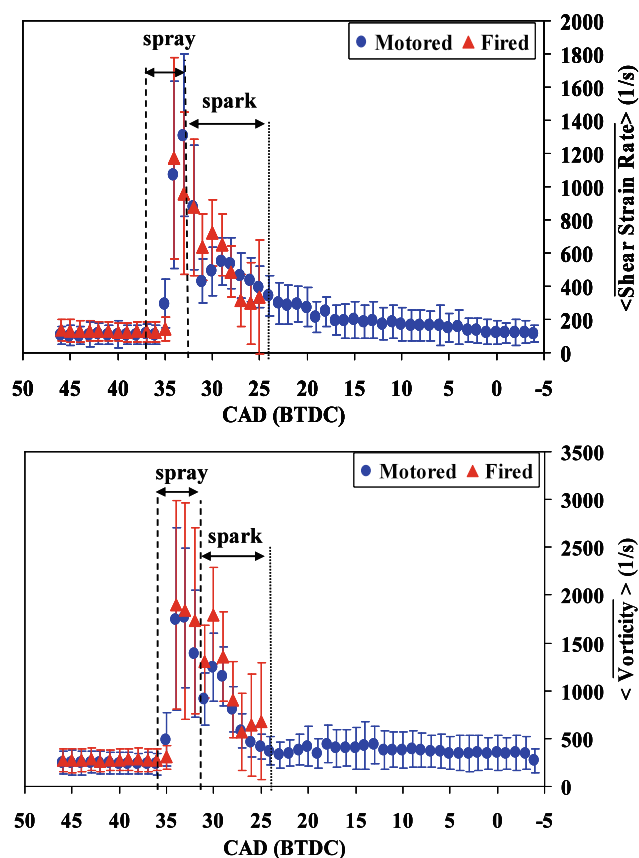 Motored Fired
spray
spark
2000
1800
1600
1400
1200
1000
800
600
400
200
0
<Shear Strain Rate> (1/s)
50 45 40 35 30 25 20 15 10 5 0 -5
CAD (BTDC)
Motored Fired
spray
spark
3500
3000
2500
2000
1500
1000
500
0
< Vorticity > (1/s)
50 45 40 35 30 25 20 15 10 5 0 -5
CAD (BTDC)